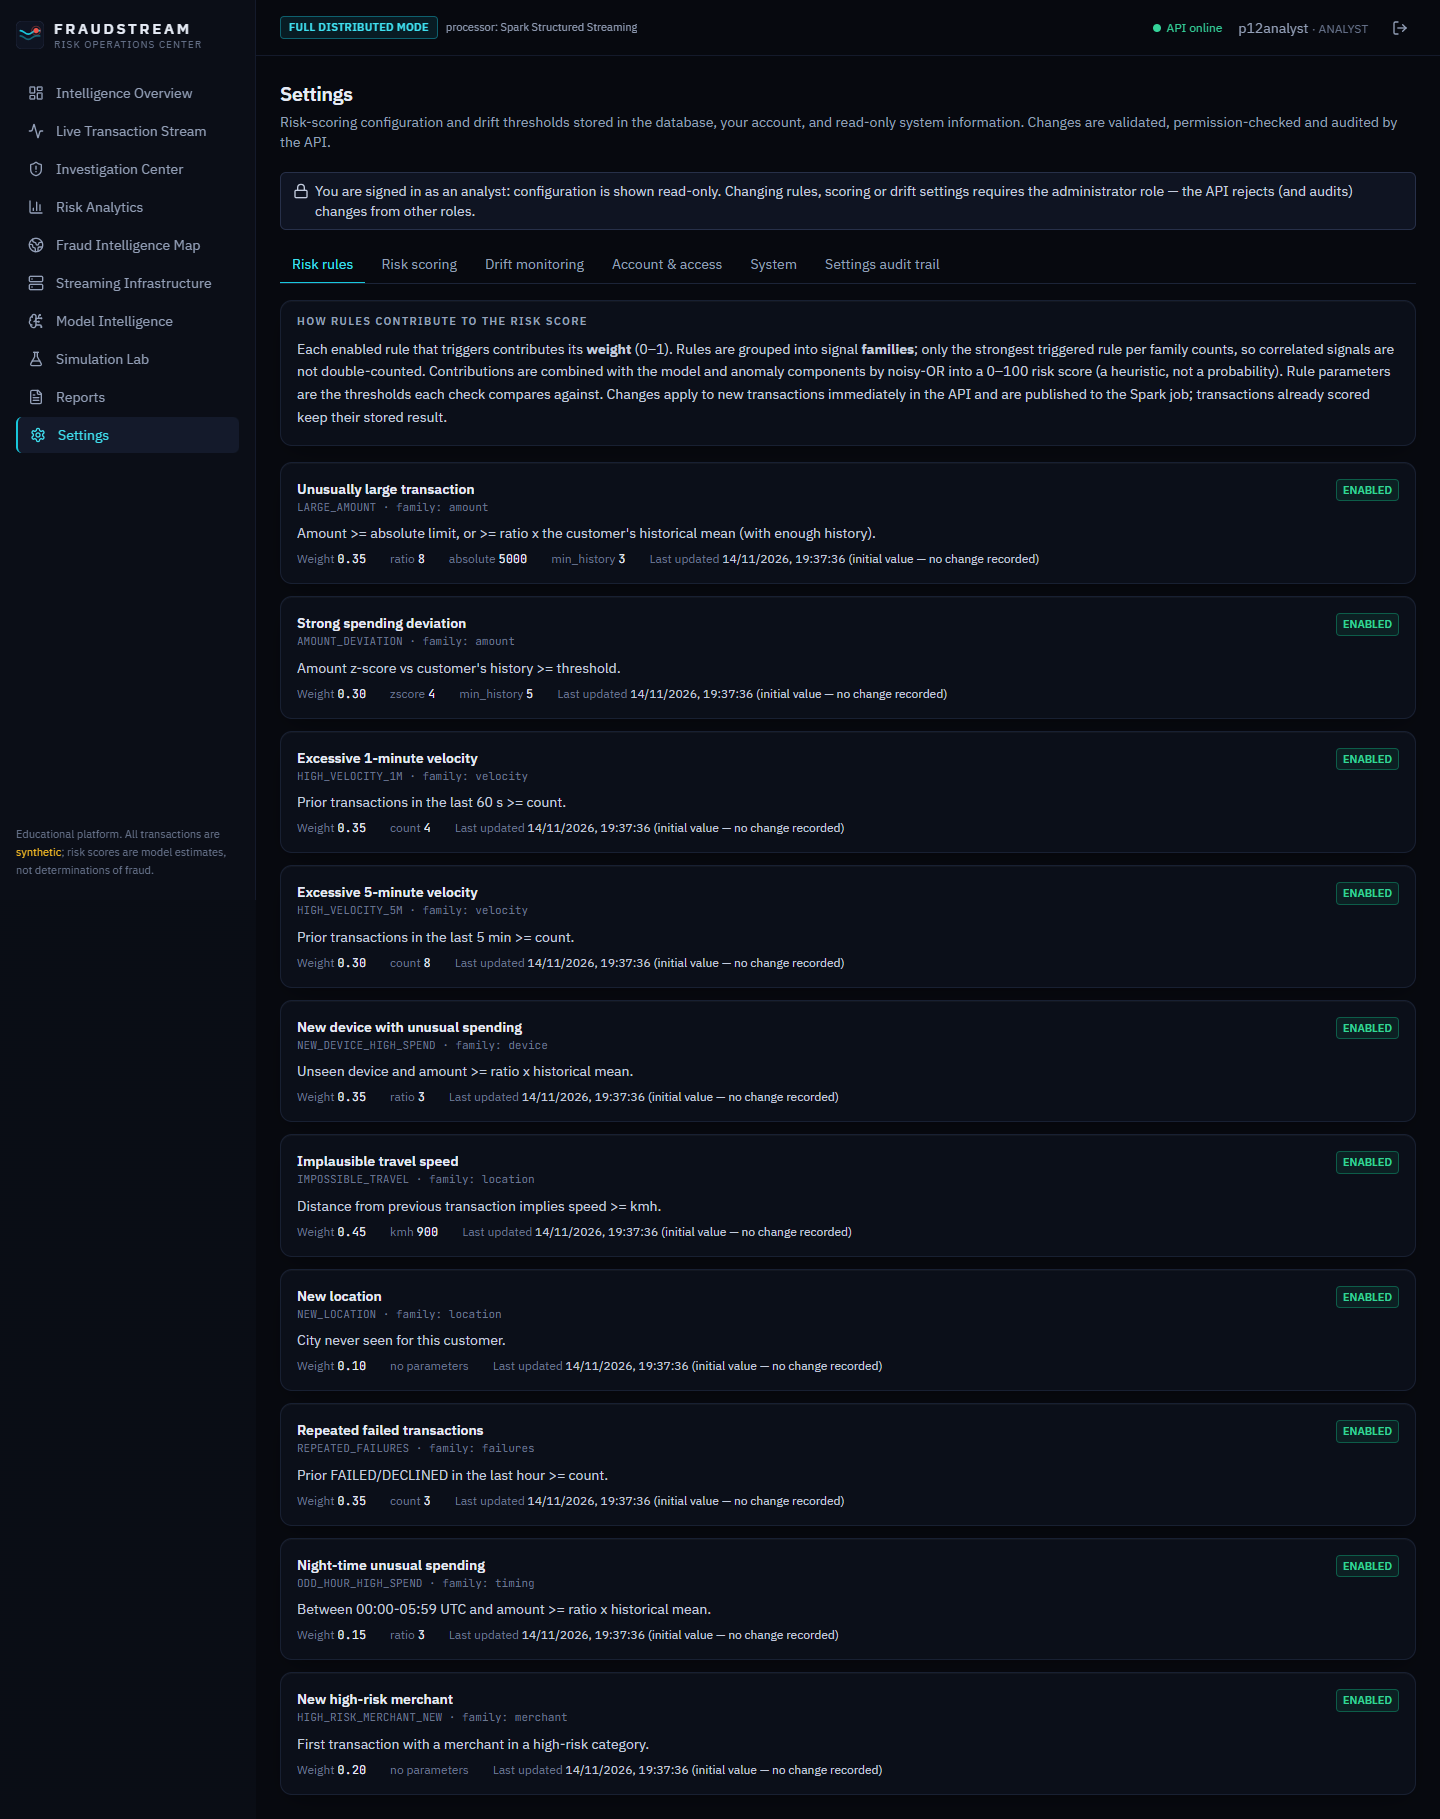 FRAUDSTREAM
RISK OPERATIONS CENTER
FULL DISTRIBUTED MODE processor: Spark Structured Streaming
API online p12analyst · ANALYST
Intelligence Overview
Live Transaction Stream
Investigation Center
Risk Analytics
Fraud Intelligence Map
Streaming Infrastructure
Model Intelligence
Simulation Lab
Reports
Settings
Educational platform. All transactions are
synthetic; risk scores are model estimates,
not determinations of fraud.
Settings
Risk-scoring configuration and drift thresholds stored in the database, your account, and read-only system information. Changes are validated, permission-checked and audited by
the API.
You are signed in as an analyst: configuration is shown read-only. Changing rules, scoring or drift settings requires the administrator role — the API rejects (and audits)
changes from other roles.
Risk rules Risk scoring Drift monitoring Account & access System Settings audit trail
HOW RULES CONTRIBUTE TO THE RISK SCORE
Each enabled rule that triggers contributes its weight (0–1). Rules are grouped into signal families; only the strongest triggered rule per family counts, so correlated signals are
not double-counted. Contributions are combined with the model and anomaly components by noisy-OR into a 0–100 risk score (a heuristic, not a probability). Rule parameters
are the thresholds each check compares against. Changes apply to new transactions immediately in the API and are published to the Spark job; transactions already scored
keep their stored result.
Unusually large transaction ENABLED
LARGE_AMOUNT · family: amount
Amount >= absolute limit, or >= ratio x the customer's historical mean (with enough history).
Weight 0.35 ratio 8 absolute 5000 min_history 3 Last updated 14/11/2026, 19:37:36 (initial value — no change recorded)
Strong spending deviation ENABLED
AMOUNT_DEVIATION · family: amount
Amount z-score vs customer's history >= threshold.
Weight 0.30 zscore 4 min_history 5 Last updated 14/11/2026, 19:37:36 (initial value — no change recorded)
Excessive 1-minute velocity ENABLED
HIGH_VELOCITY_1M · family: velocity
Prior transactions in the last 60 s >= count.
Weight 0.35 count 4 Last updated 14/11/2026, 19:37:36 (initial value — no change recorded)
Excessive 5-minute velocity ENABLED
HIGH_VELOCITY_5M · family: velocity
Prior transactions in the last 5 min >= count.
Weight 0.30 count 8 Last updated 14/11/2026, 19:37:36 (initial value — no change recorded)
New device with unusual spending ENABLED
NEW_DEVICE_HIGH_SPEND · family: device
Unseen device and amount >= ratio x historical mean.
Weight 0.35 ratio 3 Last updated 14/11/2026, 19:37:36 (initial value — no change recorded)
Implausible travel speed ENABLED
IMPOSSIBLE_TRAVEL · family: location
Distance from previous transaction implies speed >= kmh.
Weight 0.45 kmh 900 Last updated 14/11/2026, 19:37:36 (initial value — no change recorded)
New location ENABLED
NEW_LOCATION · family: location
City never seen for this customer.
Weight 0.10 no parameters Last updated 14/11/2026, 19:37:36 (initial value — no change recorded)
Repeated failed transactions ENABLED
REPEATED_FAILURES · family: failures
Prior FAILED/DECLINED in the last hour >= count.
Weight 0.35 count 3 Last updated 14/11/2026, 19:37:36 (initial value — no change recorded)
Night-time unusual spending ENABLED
ODD_HOUR_HIGH_SPEND · family: timing
Between 00:00-05:59 UTC and amount >= ratio x historical mean.
Weight 0.15 ratio 3 Last updated 14/11/2026, 19:37:36 (initial value — no change recorded)
New high-risk merchant ENABLED
HIGH_RISK_MERCHANT_NEW · family: merchant
First transaction with a merchant in a high-risk category.
Weight 0.20 no parameters Last updated 14/11/2026, 19:37:36 (initial value — no change recorded)